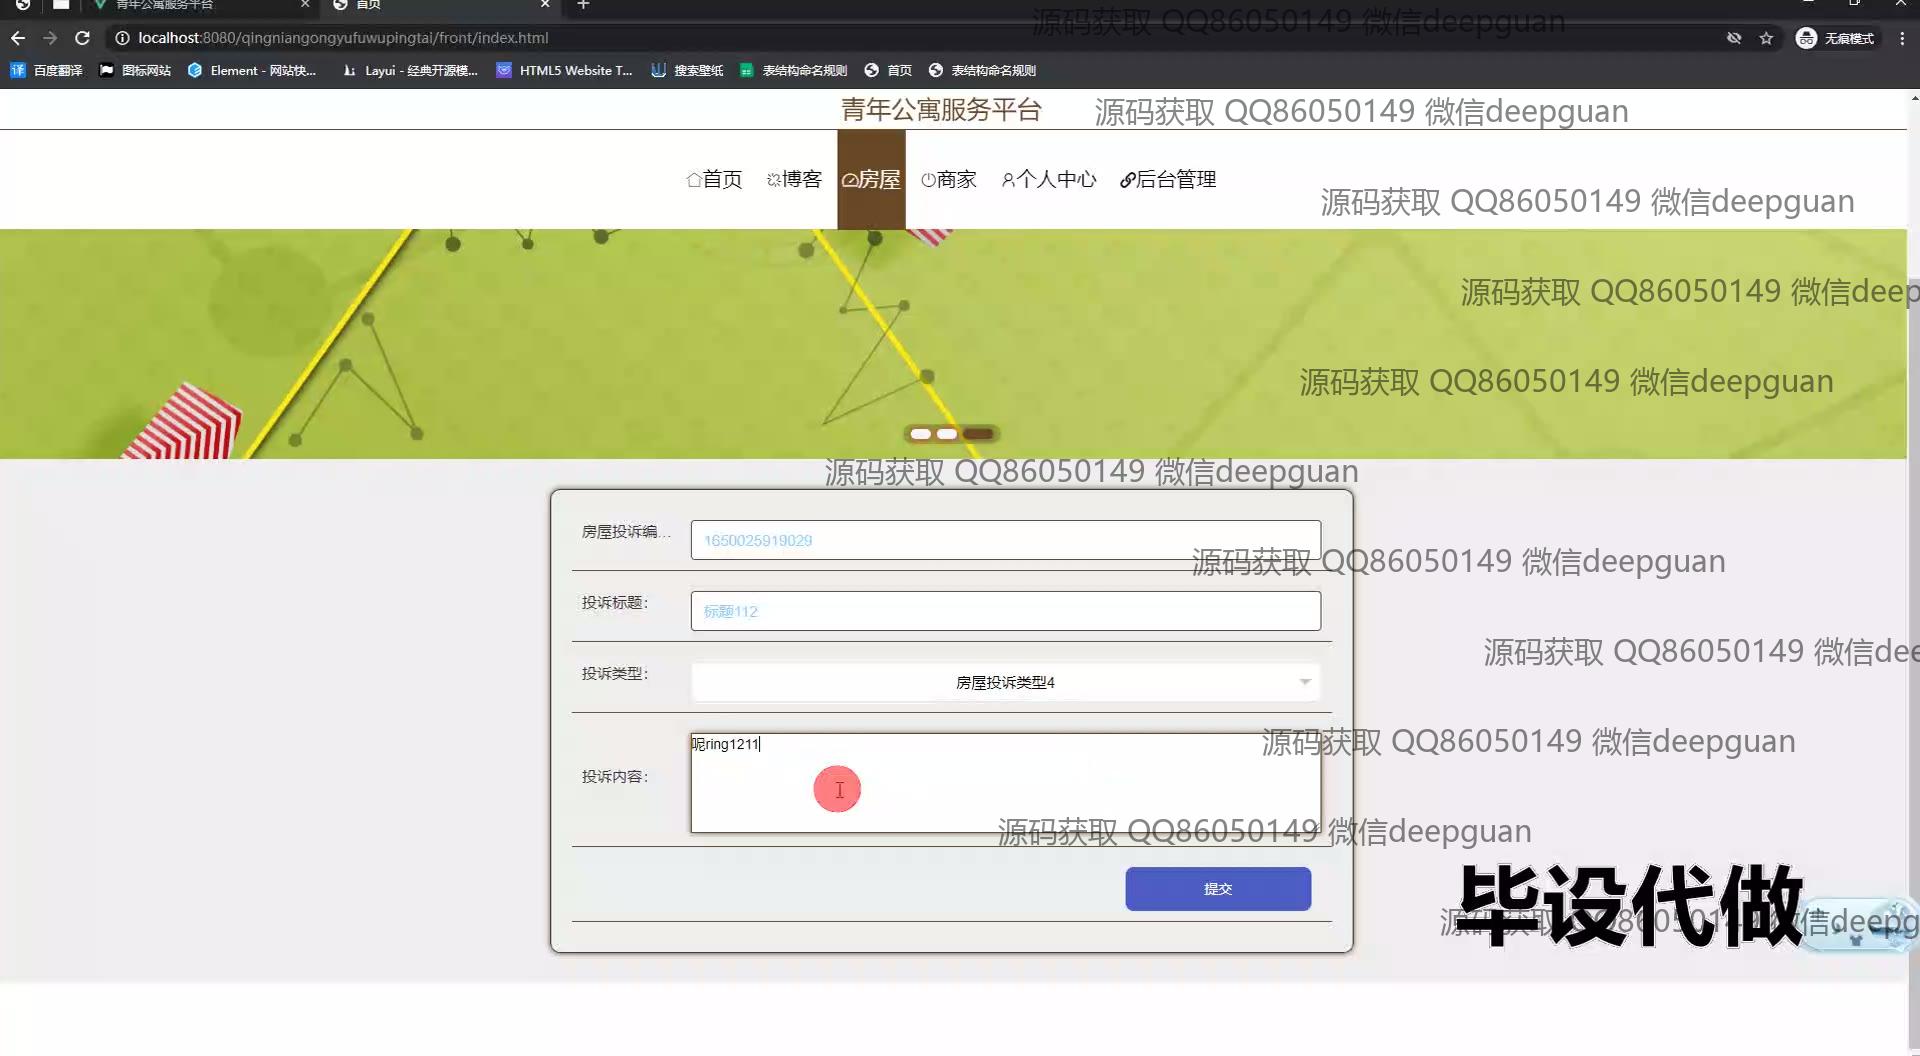 青年公寓服务平台
首页
源码获取 QQ86050149 微信deepguan
localhost:8080/qingniangongyufuwupingtai/front/index.html
无痕模式
译 百度翻译
图标网站
Element - 网站快...
Layui - 经典开源模...
HTML5 Website T...
搜索壁纸
表结构命名规则
首页
表结构命名规则
青年公寓服务平台
源码获取 QQ86050149 微信deepguan
首页 博客 房屋 商家 个人中心 后台管理
源码获取 QQ86050149 微信deepguan
源码获取 QQ86050149 微信deep
源码获取 QQ86050149 微信deepguan
源码获取 QQ86050149 微信deepguan
房屋投诉编...
1650025919029
源码获取 QQ86050149 微信deepguan
投诉标题：
标题112
源码获取 QQ86050149 微信dee
投诉类型：
房屋投诉类型4
呢ring1211
源码获取 QQ86050149 微信deepguan
投诉内容：
源码获取 QQ86050149 微信deepguan
提交
毕设代做
源码获取 QQ86050149 微信deepg